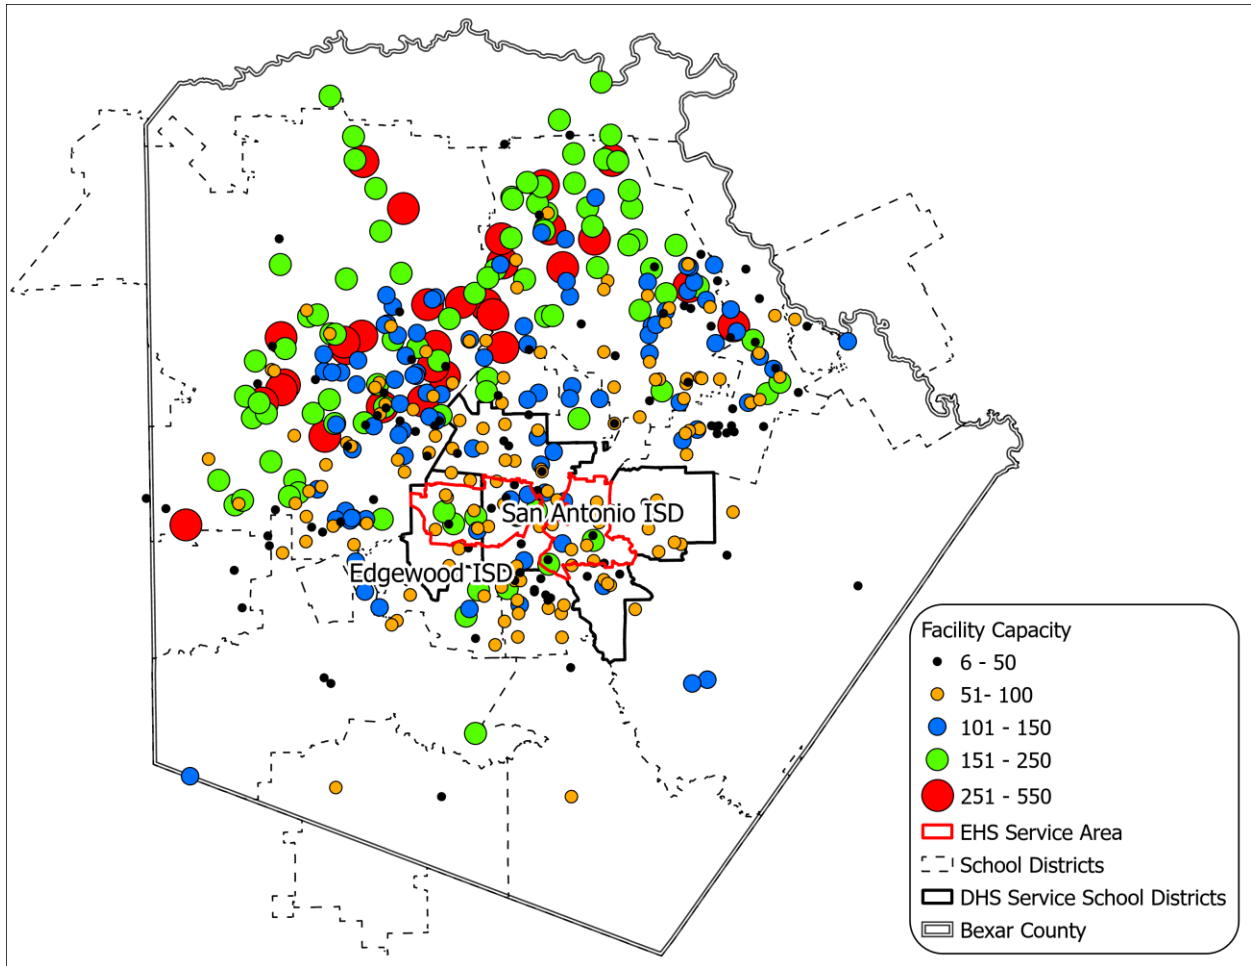 San Antonio ISD
Edgewood ISD
Facility Capacity
6 - 50
51- 100
101 - 150
151 - 250
251 - 550
EHS Service Area
School Districts
DHS Service School Districts
Bexar County